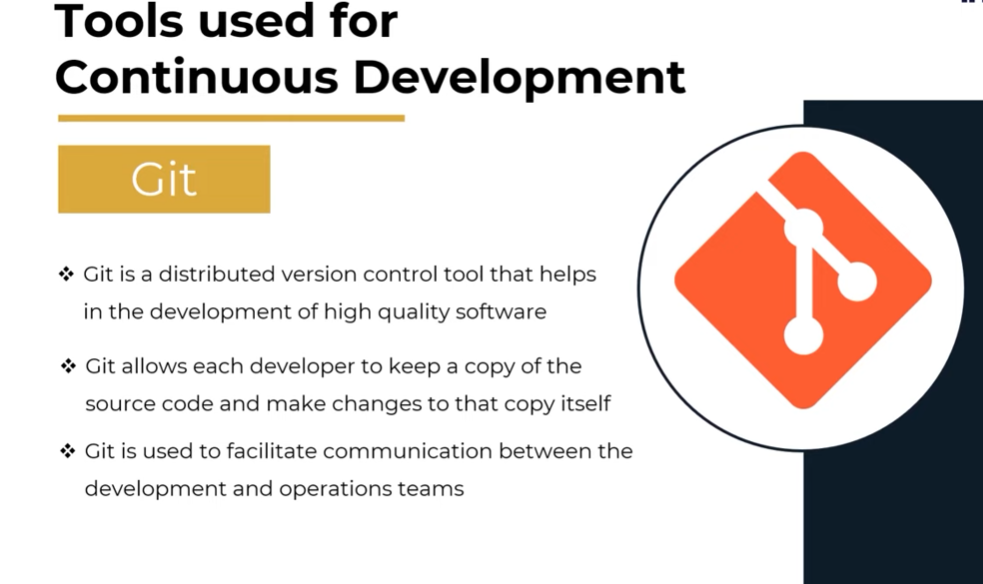 Tools used for
Continuous Development
Git
❖ Git is a distributed version control tool that helps
in the development of high quality software
❖ Git allows each developer to keep a copy of the
source code and make changes to that copy itself
❖ Git is used to facilitate communication between the
development and operations teams